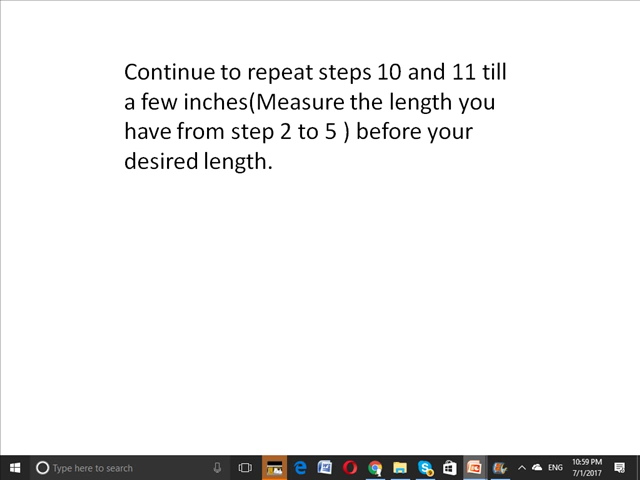 Continue to repeat steps 10 and 11 till
a few inches(Measure the length you
have from step 2 to 5 ) before your
desired length.
Type here to search
ENG
10:59 PM
7/1/2017